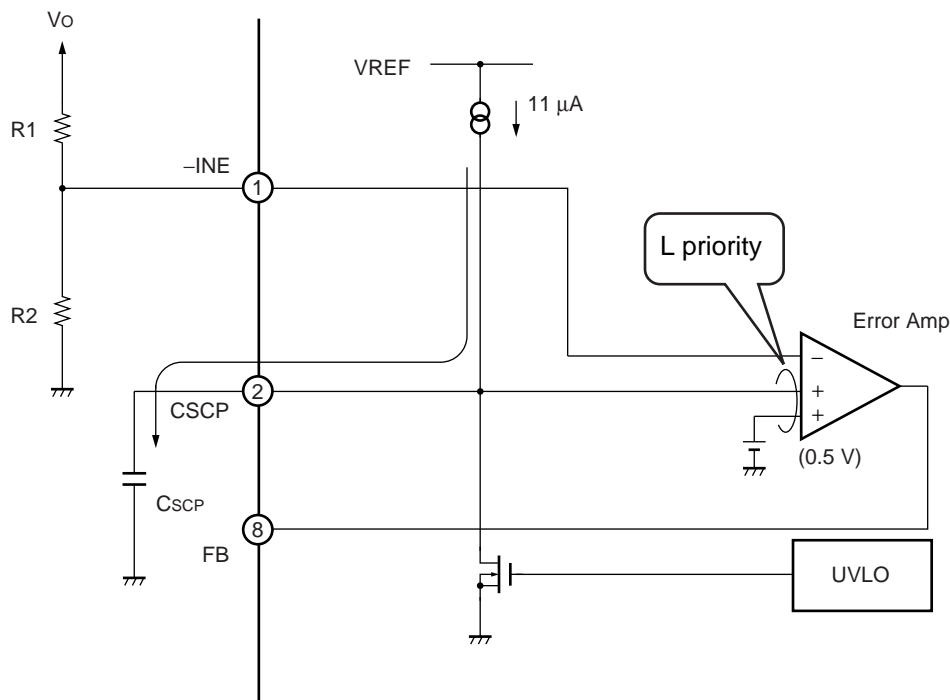 VO
VREF
11 μA
R1
−INE
1
L priority
R2
Error Amp
−
2
+
CSCP
+
(0.5 V)
CSCP
8
FB
UVLO